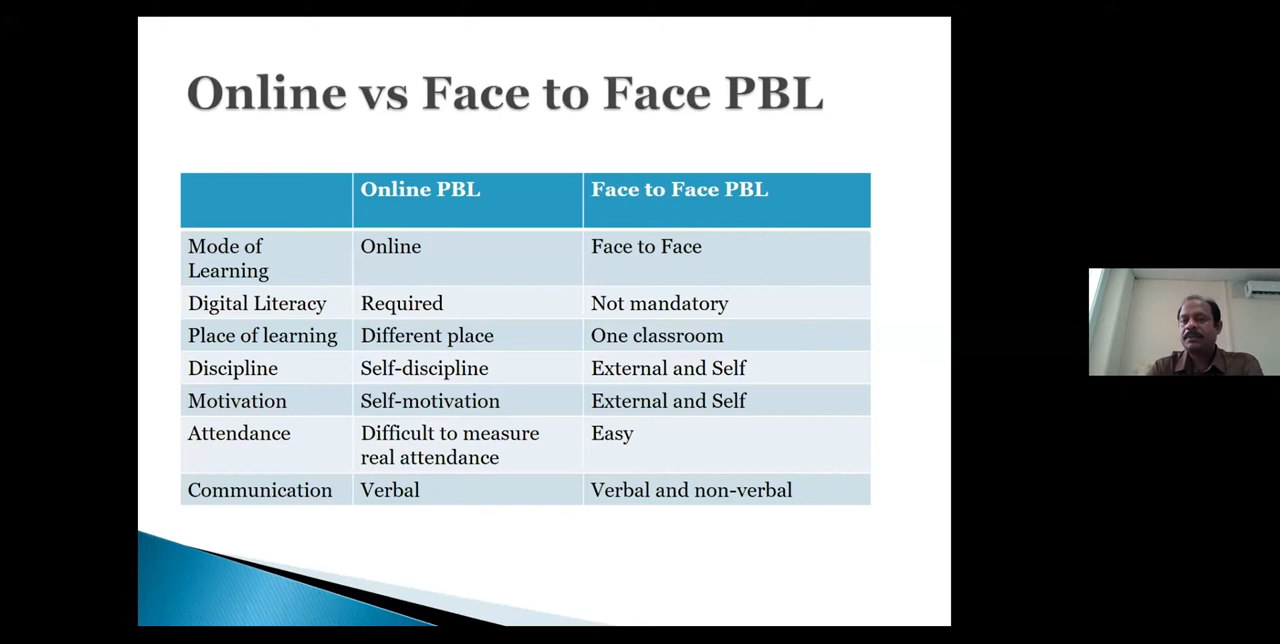 Online vs Face to Face PBL
Online PBL
Face to Face PBL
Mode of
Learning
Online
Face to Face
Digital Literacy
Required
Not mandatory
Place of learning
Different place
One classroom
Discipline
Self-discipline
External and Self
Motivation
Self-motivation
External and Self
Attendance
Difficult to measure
real attendance
Easy
Communication
Verbal
Verbal and non-verbal